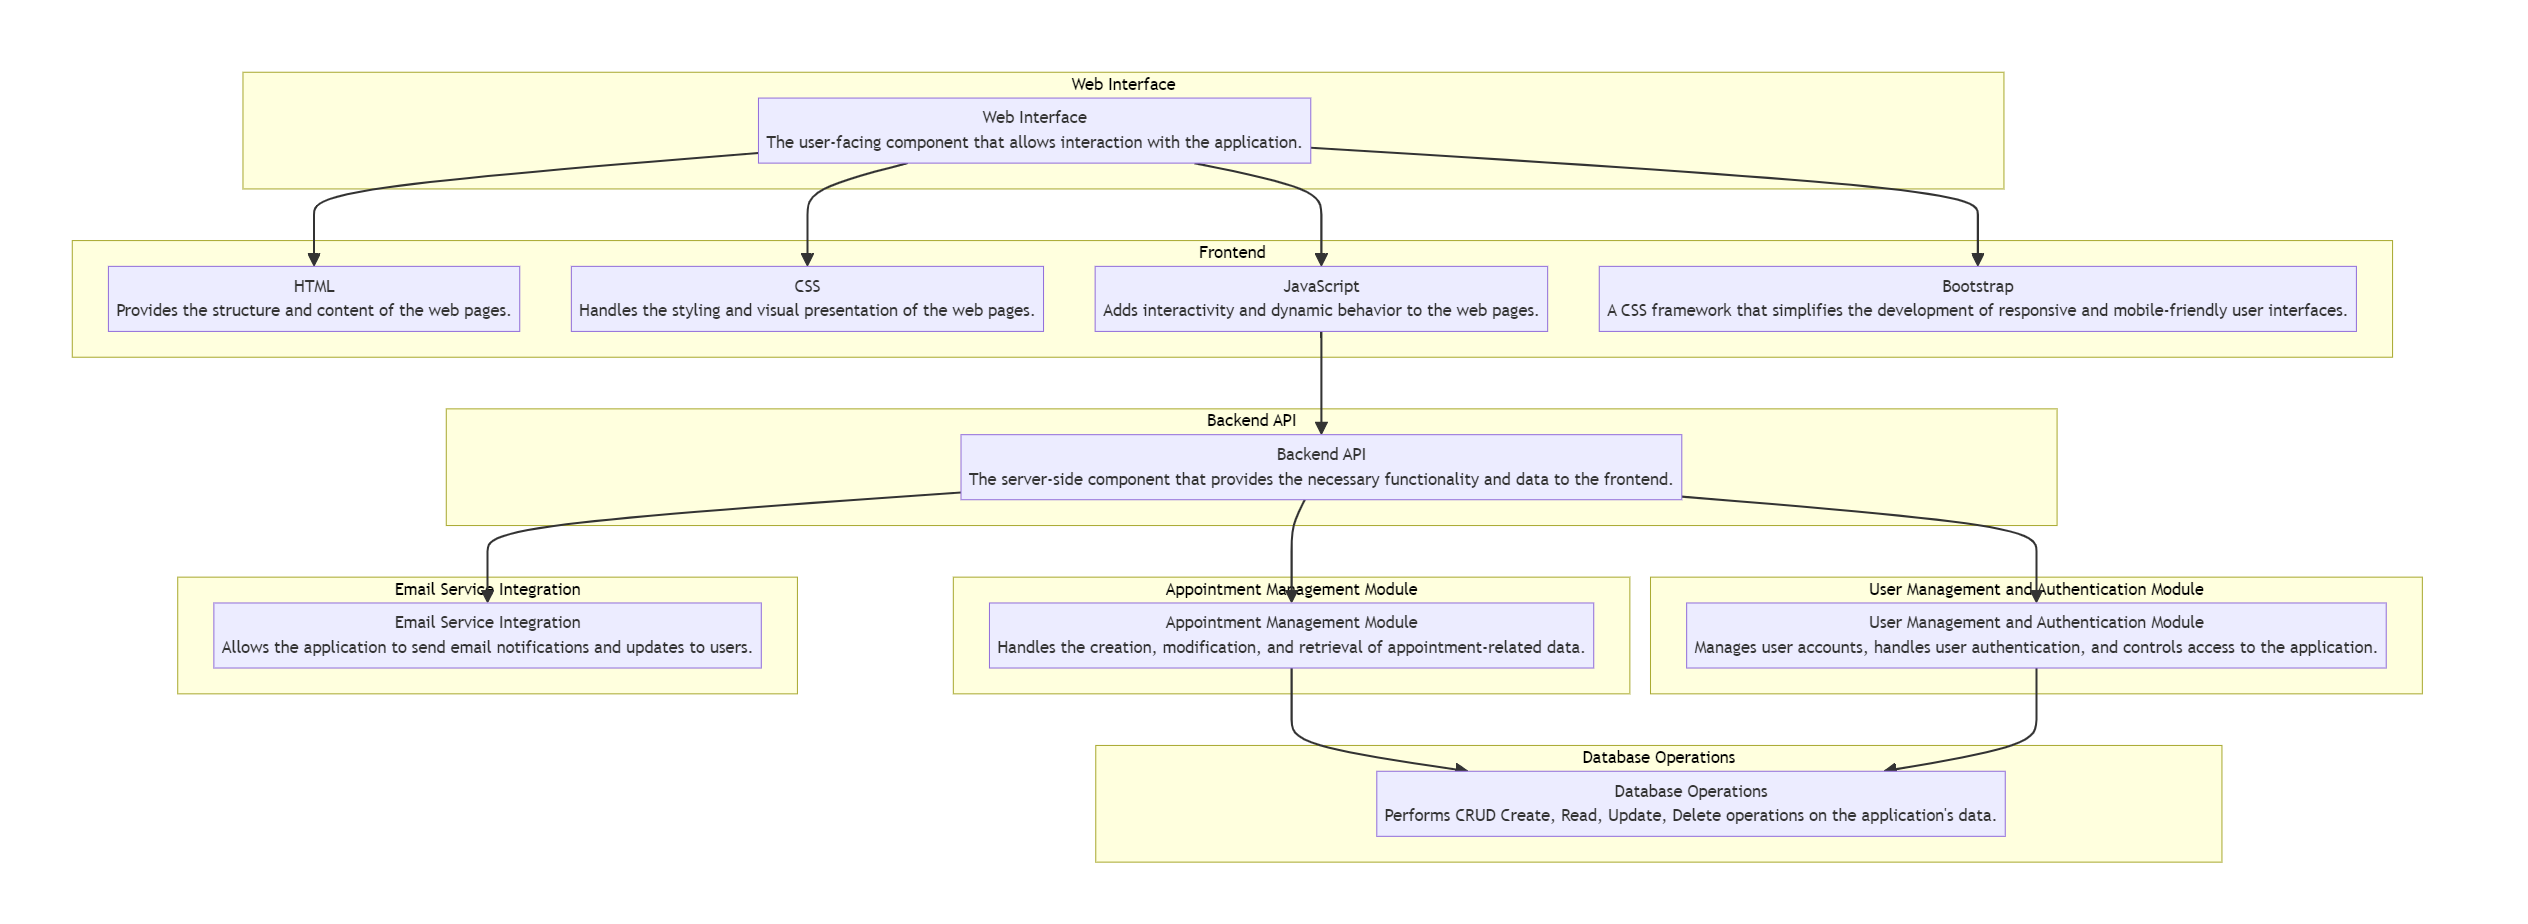 Web Interface
Web Interface
The user-facing component that allows interaction with the application.
Frontend
HTML
Provides the structure and content of the web pages.
CSS
Handles the styling and visual presentation of the web pages.
JavaScript
Adds interactivity and dynamic behavior to the web pages.
Bootstrap
A CSS framework that simplifies the development of responsive and mobile-friendly user interfaces.
Backend API
Backend API
The server-side component that provides the necessary functionality and data to the frontend.
Email Service Integration
Email Service Integration
Allows the application to send email notifications and updates to users.
Appointment Management Module
Appointment Management Module
Handles the creation, modification, and retrieval of appointment-related data.
User Management and Authentication Module
User Management and Authentication Module
Manages user accounts, handles user authentication, and controls access to the application.
Database Operations
Database Operations
Performs CRUD Create, Read, Update, Delete operations on the application's data.